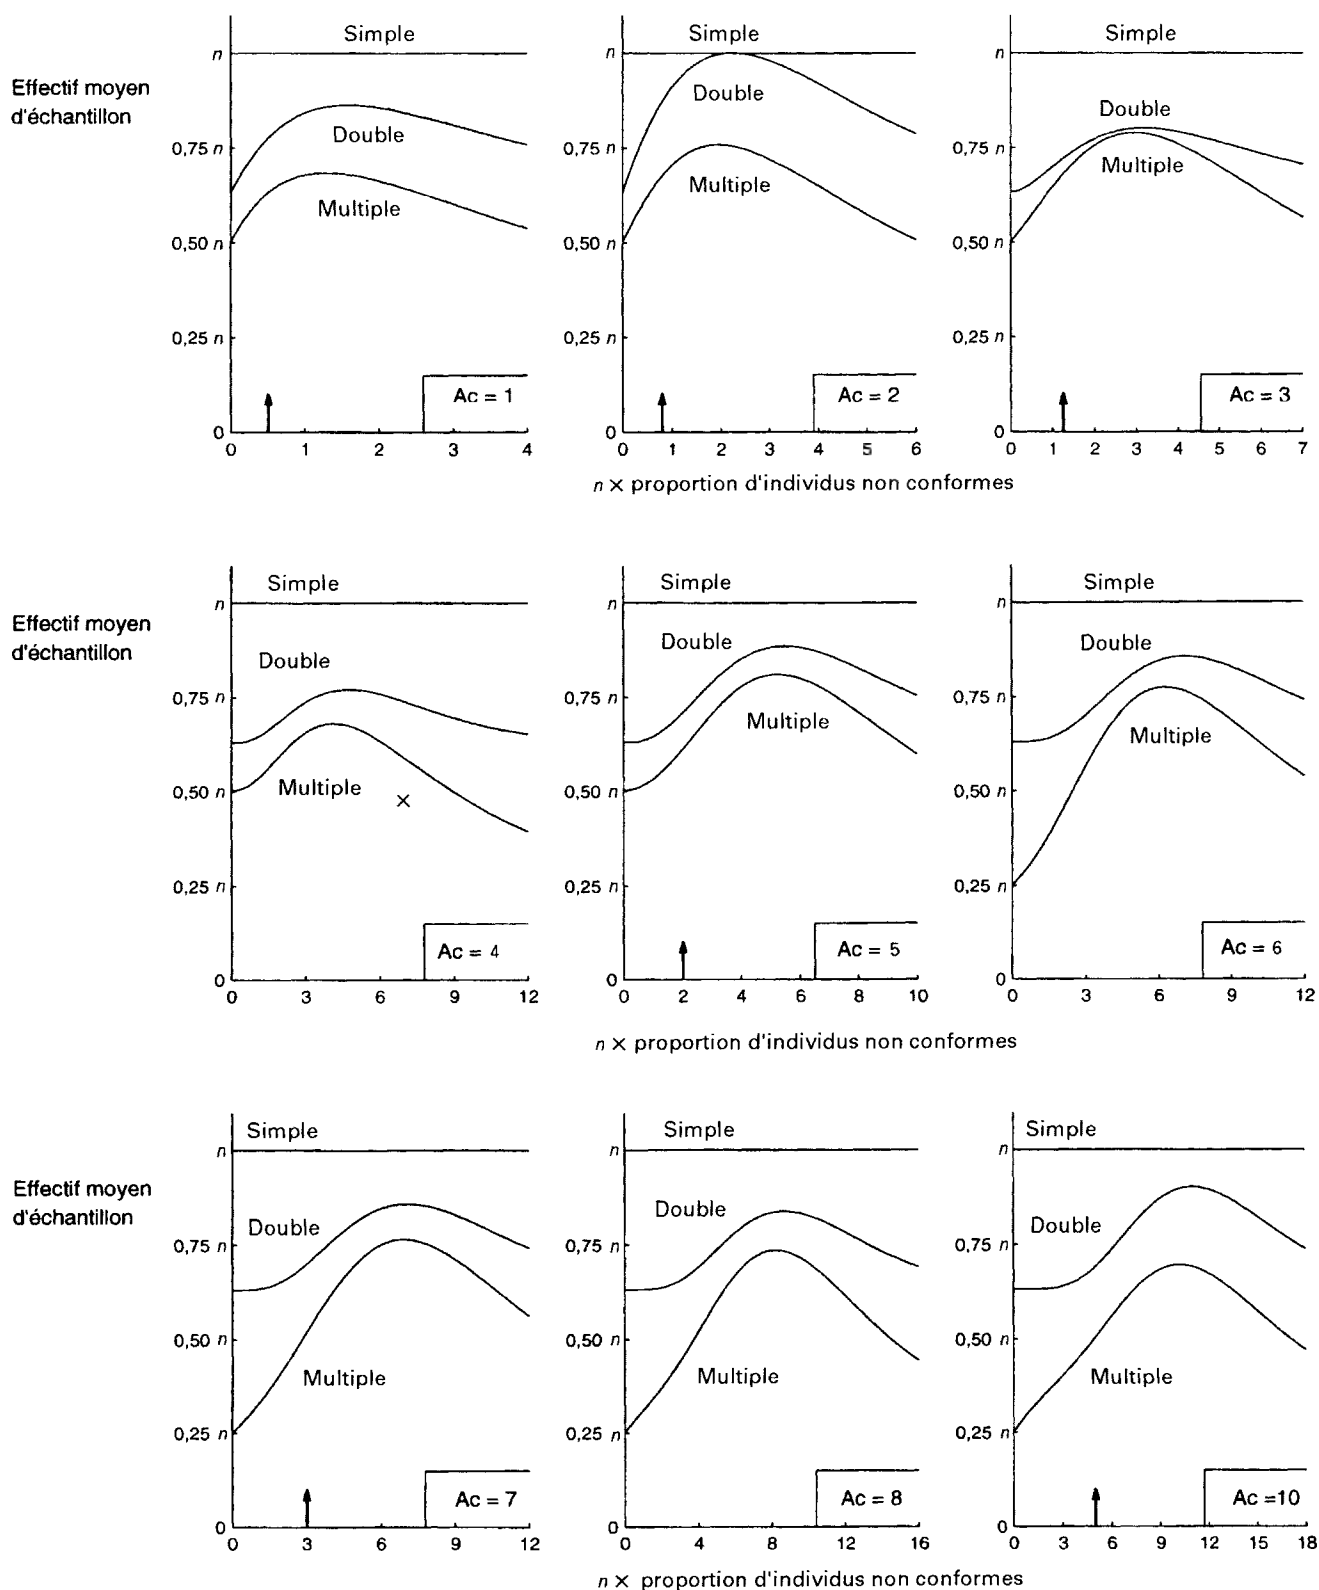 Effectif moyen
d'échantillon
Simple
n
Double
0,75 n
Multiple
0,50 n
0,25 n
Ac = 1
0
0 1 2 3 4
Simple
n
Double
0,75 n
Multiple
0,50 n
0,25 n
Ac = 2
0
0 1 2 3 4 5 6
Simple
n
Double
0,75 n
Multiple
0,50 n
0,25 n
Ac = 3
0
0 1 2 3 4 5 6 7
n × proportion d'individus non conformes
Effectif moyen
d'échantillon
Simple
n
Double
0,75 n
0,50 n
Multiple
×
0,25 n
Ac = 4
0
0 3 6 9 12
Simple
n
Double
0,75 n
Multiple
0,50 n
0,25 n
Ac = 5
0
0 2 4 6 8 10
Simple
n
Double
0,75 n
Multiple
0,50 n
0,25 n
Ac = 6
0
0 3 6 9 12
n × proportion d'individus non conformes
Effectif moyen
d'échantillon
Simple
n
Double
0,75 n
0,50 n
Multiple
0,25 n
Ac = 7
0
0 3 6 9 12
Simple
n
Double
0,75 n
0,50 n
Multiple
0,25 n
Ac = 8
0
0 4 8 12 16
Simple
n
Double
0,75 n
0,50 n
Multiple
0,25 n
Ac =10
0
0 3 6 9 12 15 18
n × proportion d'individus non conformes